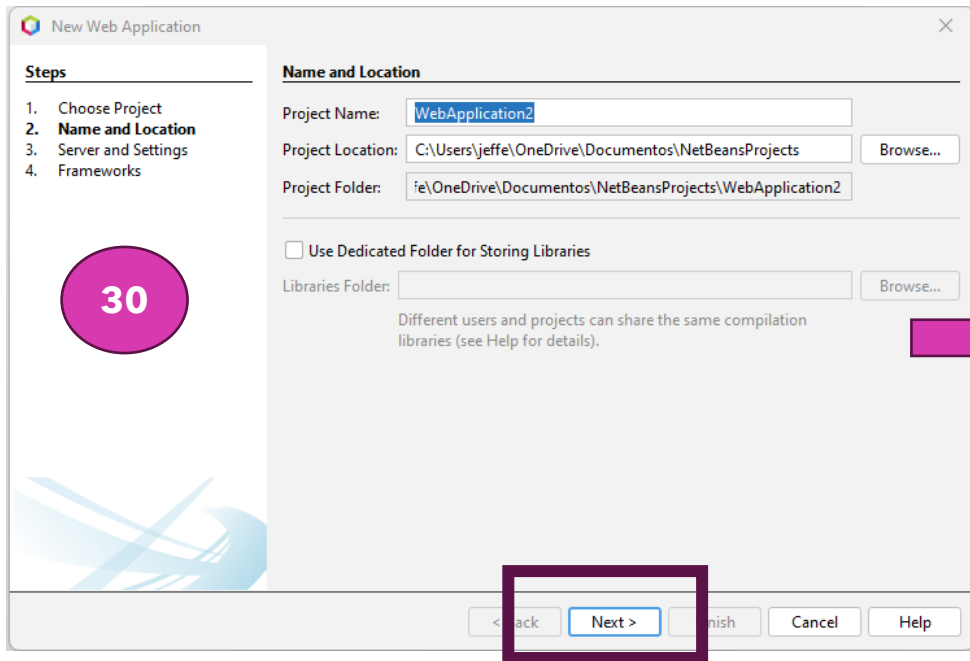 New Web Application
Steps
1. Choose Project
2. Name and Location
3. Server and Settings
4. Frameworks
30
Name and Location
Project Name: WebApplication2
Project Location: C:\Users\jeffe\OneDrive\Documentos\NetBeansProjects Browse...
Project Folder: fe\OneDrive\Documentos\NetBeansProjects\WebApplication2
Use Dedicated Folder for Storing Libraries
Libraries Folder: Browse...
Different users and projects can share the same compilation
libraries (see Help for details).
< ack Next > nish Cancel Help